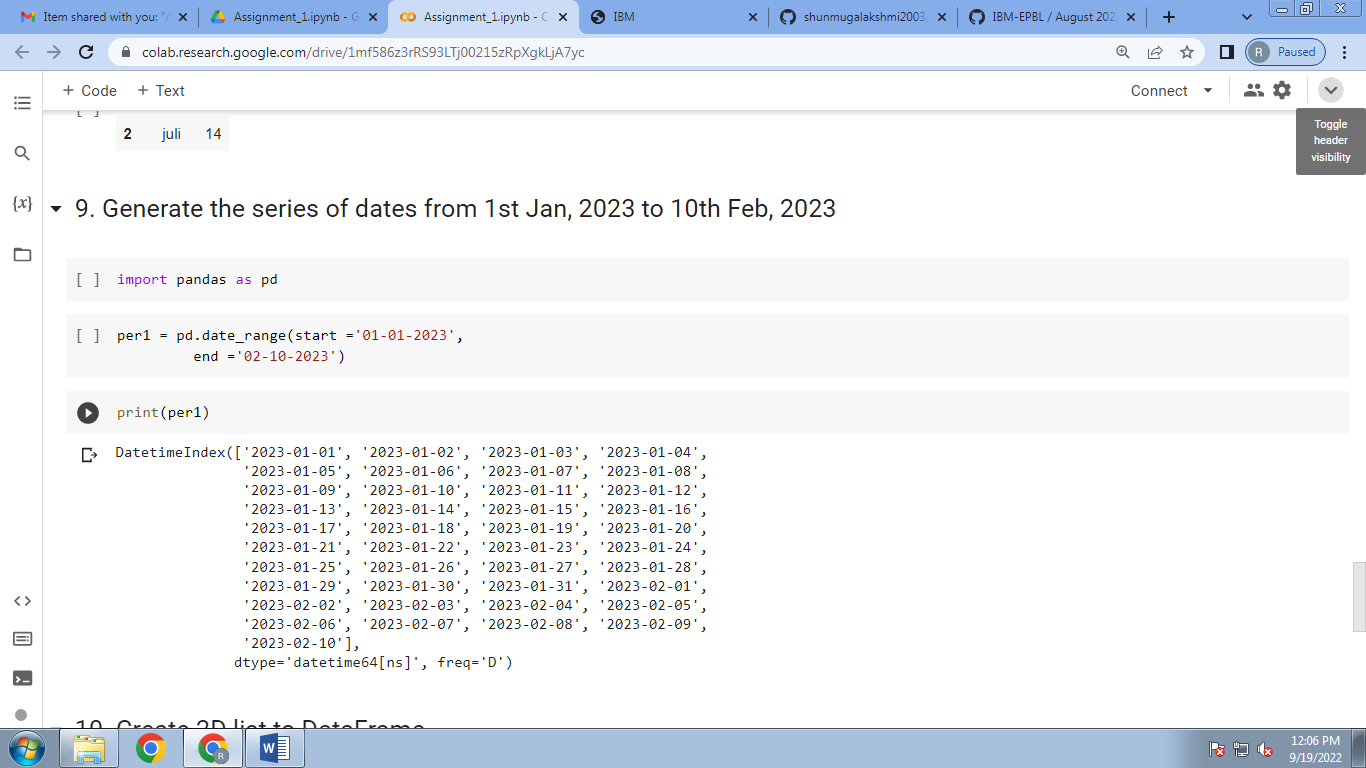 Item shared with you: "A
Assignment_1.ipynb - G
Assignment_1.ipynb - C
IBM
shunmugalakshmi2003
IBM-EPBL / August 202
colab.research.google.com/drive/1mf586z3rRS93LTj00215zRpXgkLjA7yc
R Paused
+ Code + Text
Connect
Toggle
header
visibility
[ ]
2 juli 14
{x}
9. Generate the series of dates from 1st Jan, 2023 to 10th Feb, 2023
[ ] import pandas as pd
[ ] per1 = pd.date_range(start ='01-01-2023',
end ='02-10-2023')
print(per1)
DatetimeIndex(['2023-01-01', '2023-01-02', '2023-01-03', '2023-01-04',
'2023-01-05', '2023-01-06', '2023-01-07', '2023-01-08',
'2023-01-09', '2023-01-10', '2023-01-11', '2023-01-12',
'2023-01-13', '2023-01-14', '2023-01-15', '2023-01-16',
'2023-01-17', '2023-01-18', '2023-01-19', '2023-01-20',
'2023-01-21', '2023-01-22', '2023-01-23', '2023-01-24',
'2023-01-25', '2023-01-26', '2023-01-27', '2023-01-28',
'2023-01-29', '2023-01-30', '2023-01-31', '2023-02-01',
'2023-02-02', '2023-02-03', '2023-02-04', '2023-02-05',
'2023-02-06', '2023-02-07', '2023-02-08', '2023-02-09',
'2023-02-10'],
dtype='datetime64[ns]', freq='D')
10. Create 2D list to DataFrame
R
W
12:06 PM
9/19/2022